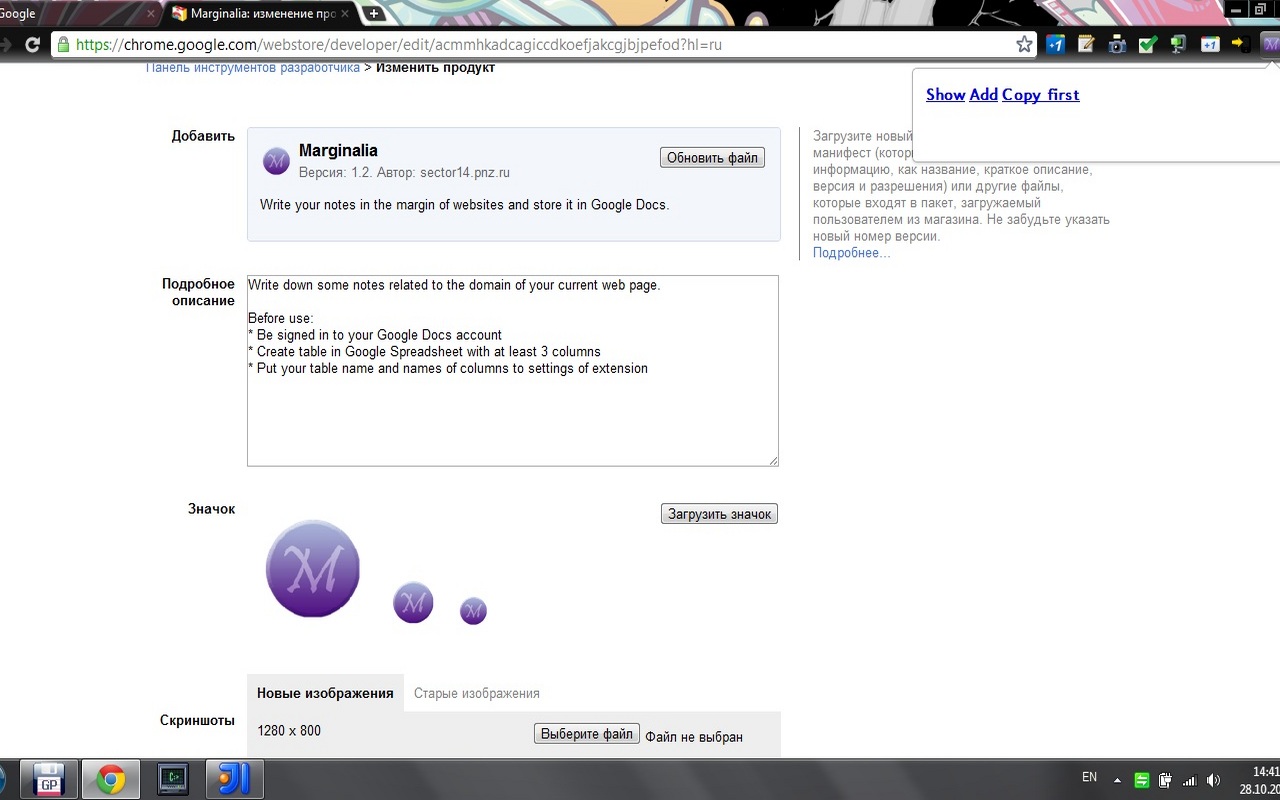 Google
Marginalia: изменение про
https://chrome.google.com/webstore/developer/edit/acmmhkadcagiccdkoefjakcgjbjpefod?hl=ru
Панель инструментов разработчика > Изменить продукт
Show Add Copy first
Добавить
Marginalia
Версия: 1.2. Автор: sector14.pnz.ru
Обновить файл
Write your notes in the margin of websites and store it in Google Docs.
Загрузите новый
манифест
информацию, как название, краткое описание,
версия и разрешения) или другие файлы,
которые входят в пакет, загружаемый
пользователем из магазина. Не забудьте указать
новый номер версии.
Подробнее...
Подробное
описание
Write down some notes related to the domain of your current web page.
Before use:
* Be signed in to your Google Docs account
* Create table in Google Spreadsheet with at least 3 columns
* Put your table name and names of columns to settings of extension
Значок
Загрузить значок
M
M
M
Новые изображения
Старые изображения
Скриншоты
1280 x 800
Выберите файл
Файл не выбран
GP
EN
14:41
28.10.20